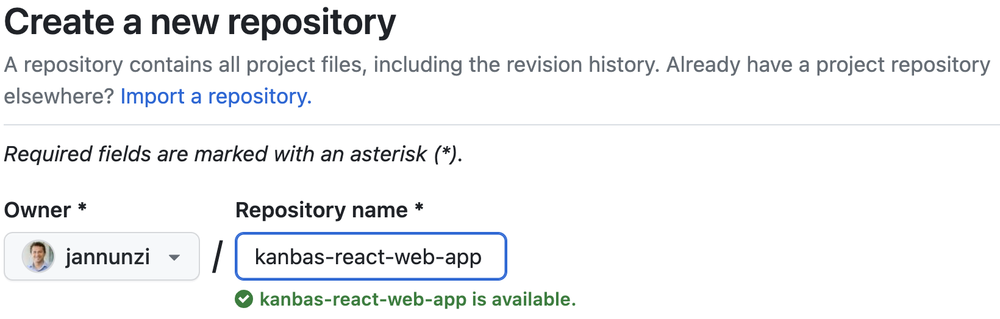 Create a new repository
A repository contains all project files, including the revision history. Already have a project repository
elsewhere? Import a repository.
Required fields are marked with an asterisk (*).
Owner * Repository name *
jannunzi / kanbas-react-web-app
kanbas-react-web-app is available.